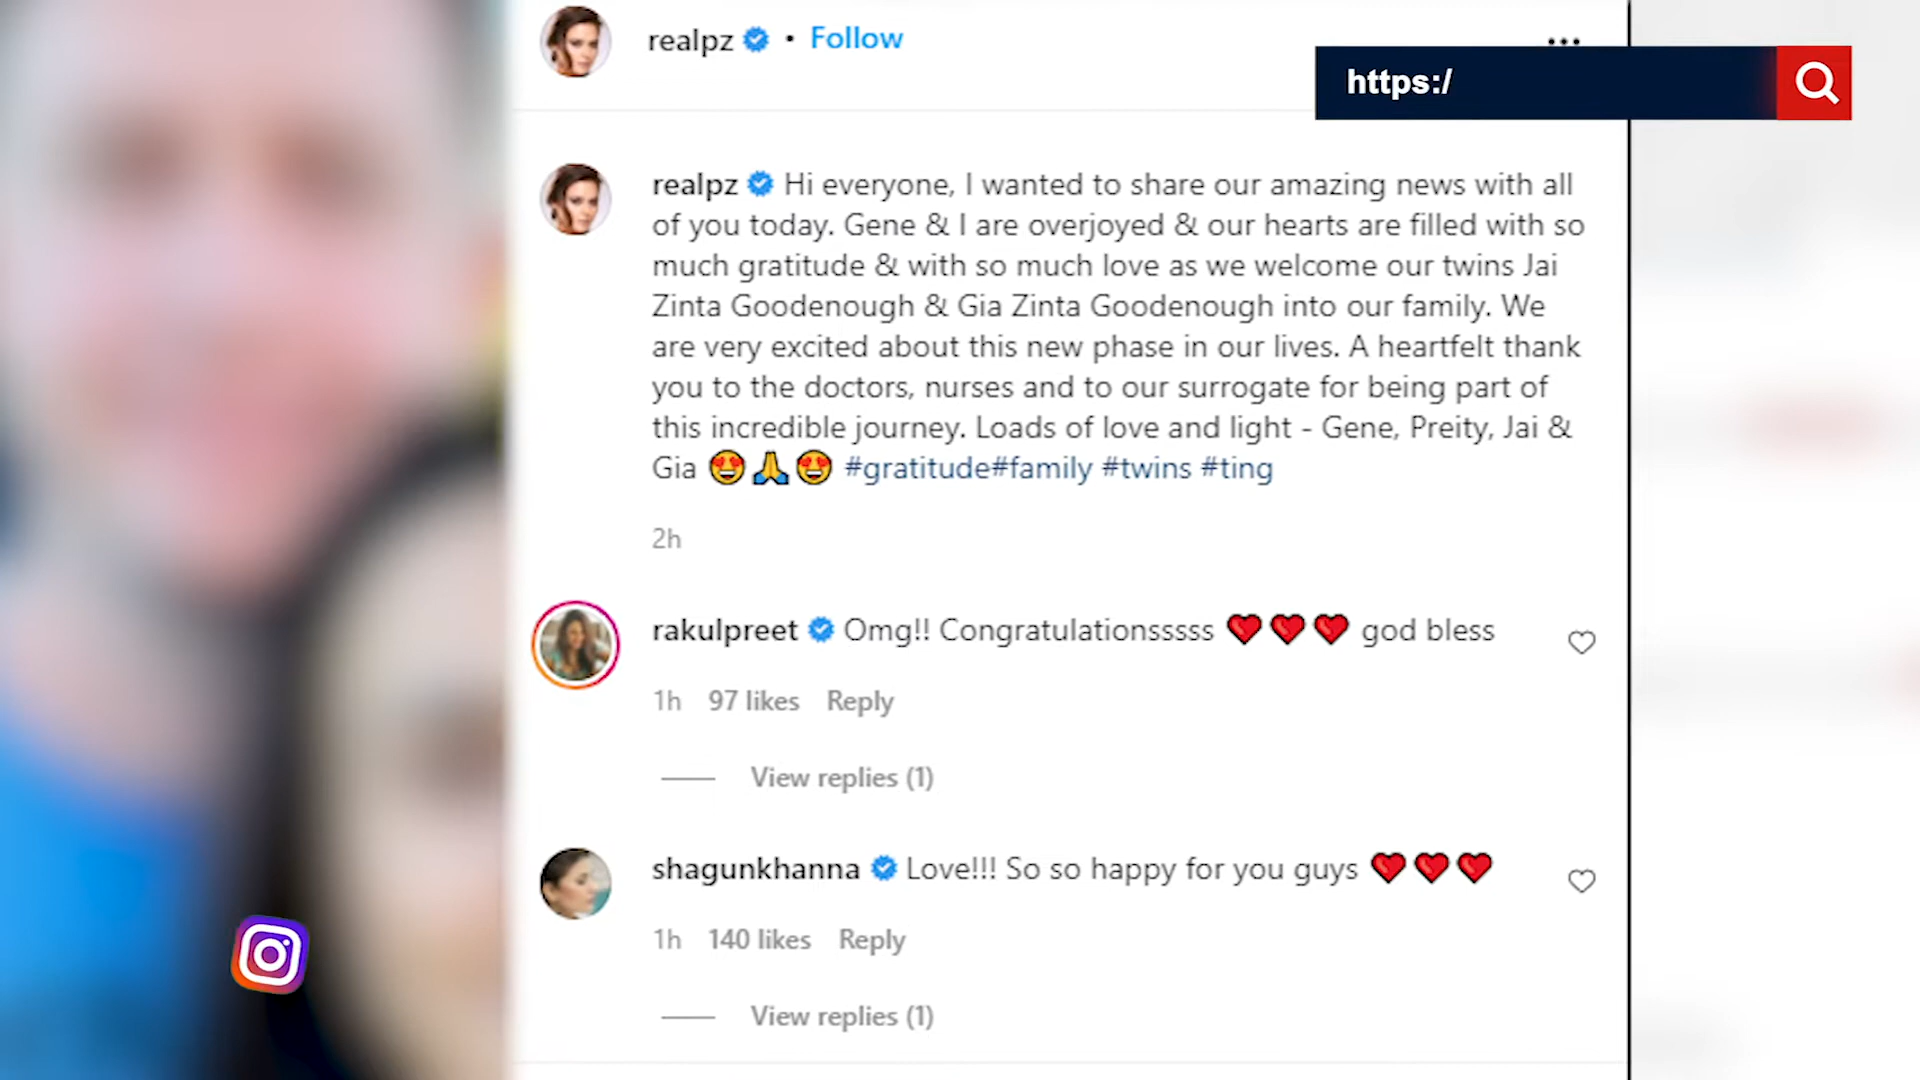 realpz • Follow
https:/
realpz Hi everyone, I wanted to share our amazing news with all
of you today. Gene & I are overjoyed & our hearts are filled with so
much gratitude & with so much love as we welcome our twins Jai
Zinta Goodenough & Gia Zinta Goodenough into our family. We
are very excited about this new phase in our lives. A heartfelt thank
you to the doctors, nurses and to our surrogate for being part of
this incredible journey. Loads of love and light - Gene, Preity, Jai &
Gia 😍🙏😍 #gratitude#family #twins #ting
2h
rakulpreet Omg!! Congratulationsssss ❤️❤️❤️ god bless
1h 97 likes Reply
View replies (1)
shagunkhanna Love!!! So so happy for you guys ❤️❤️❤️
1h 140 likes Reply
View replies (1)